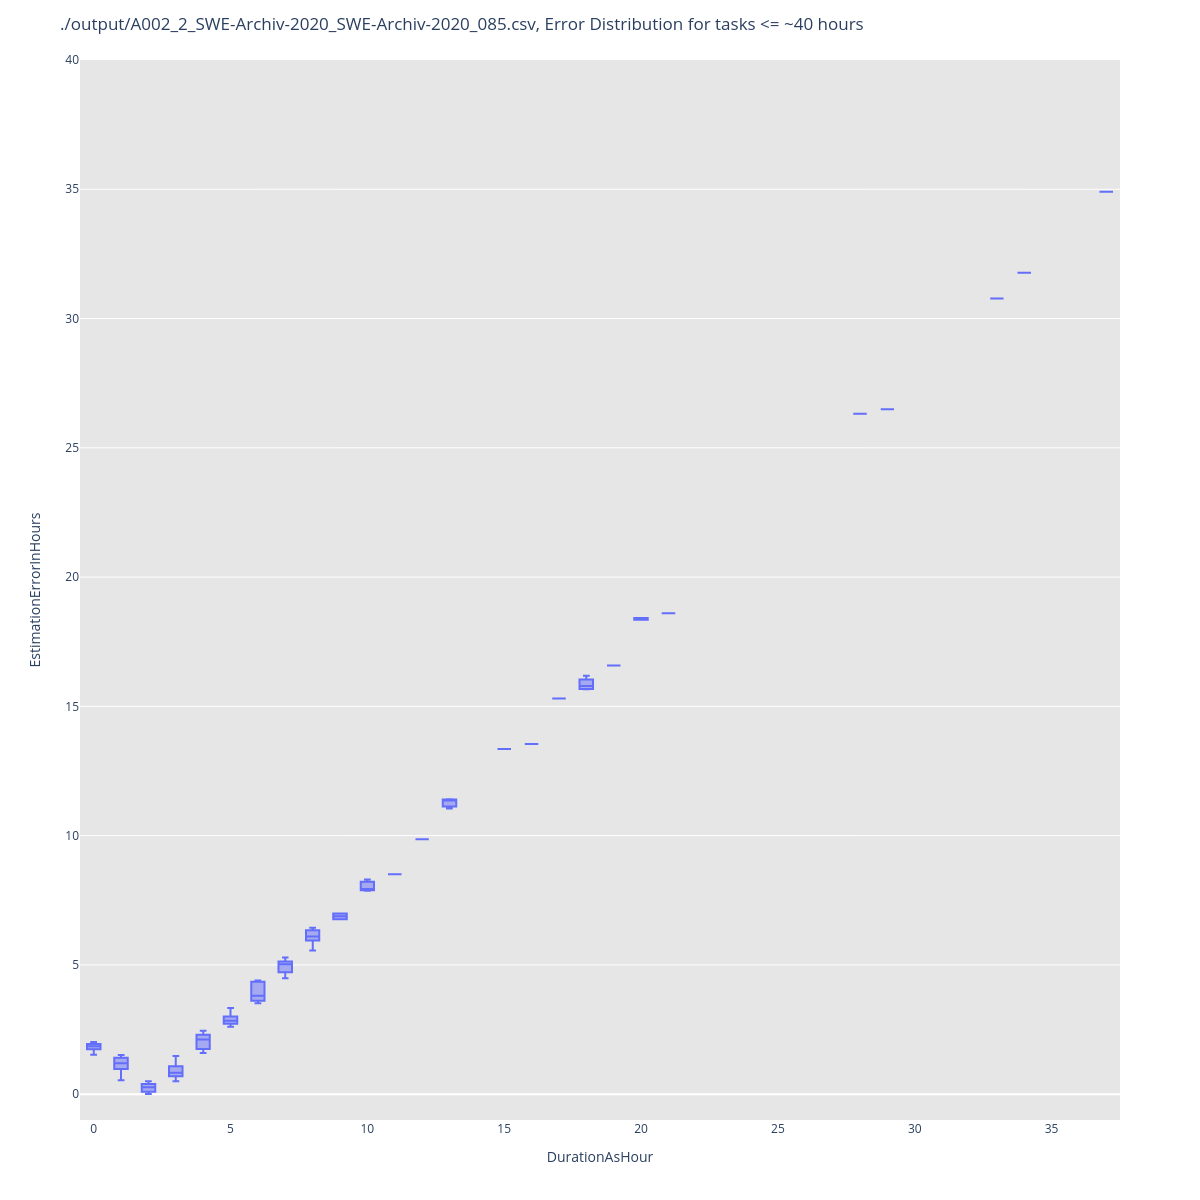 ./output/A002_2_SWE-Archiv-2020_SWE-Archiv-2020_085.csv, Error Distribution for tasks <= ~40 hours
40
35
30
25
20
15
10
5
0
EstimationErrorInHours
0 5 10 15 20 25 30 35
DurationAsHour